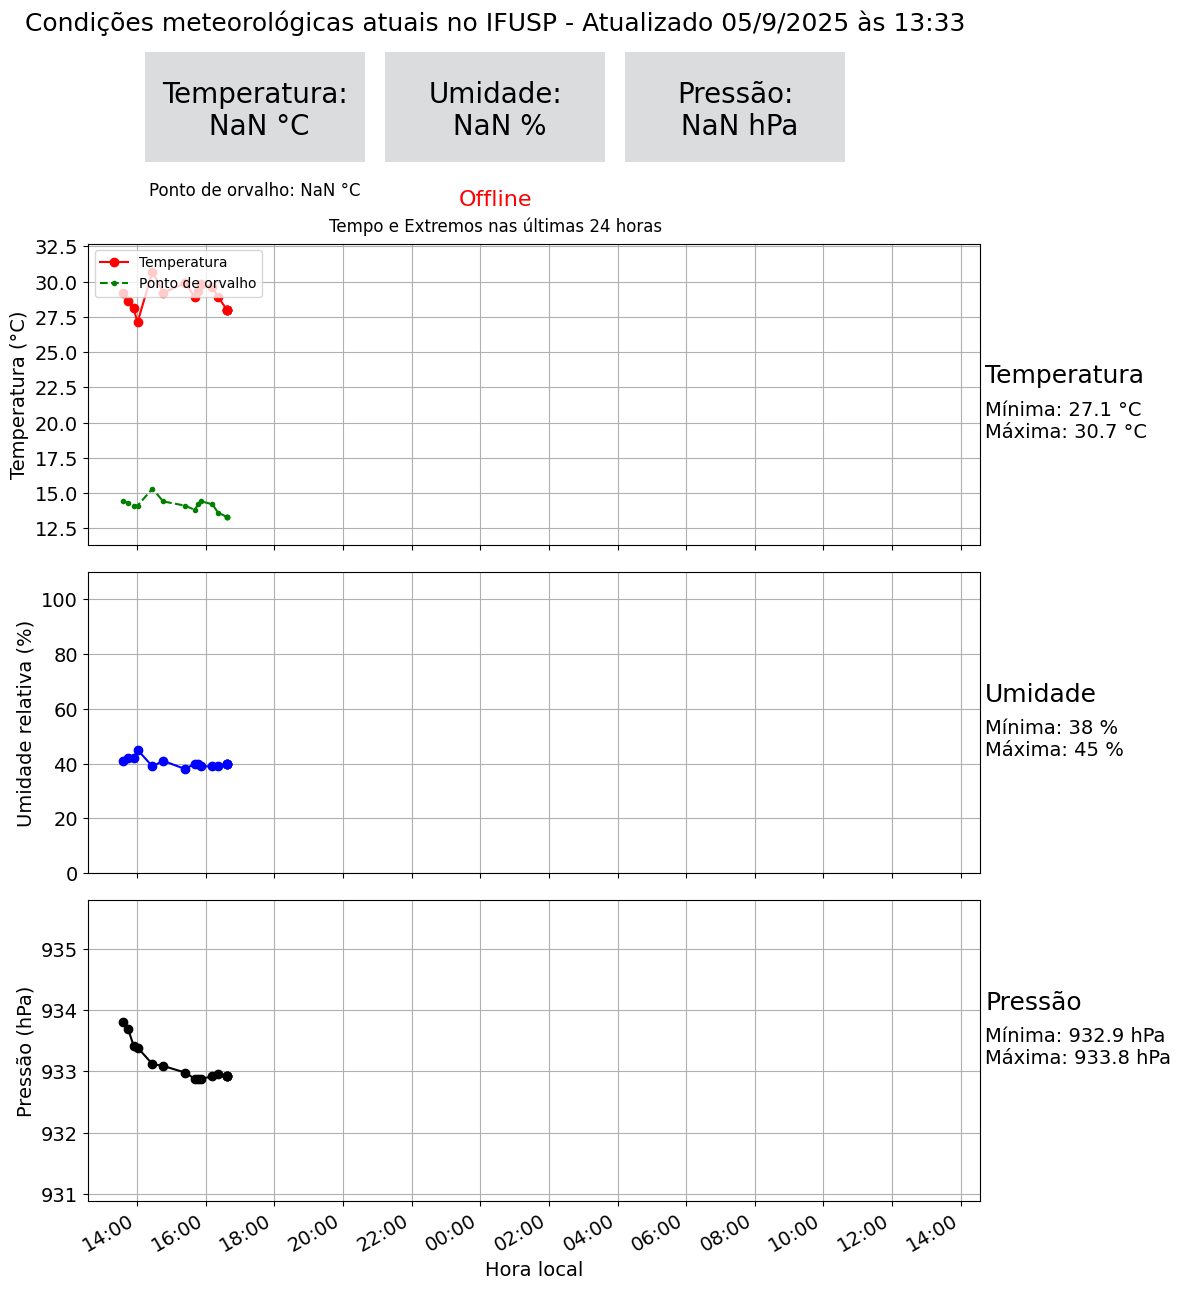 Condições meteorológicas atuais no IFUSP - Atualizado 05/9/2025 às 13:33
Temperatura:
NaN °C
Umidade:
NaN %
Pressão:
NaN hPa
Ponto de orvalho: NaN °C
Offline
Tempo e Extremos nas últimas 24 horas
Temperatura
Ponto de orvalho
Temperatura (°C)
32.5
30.0
27.5
25.0
22.5
20.0
17.5
15.0
12.5
Temperatura
Mínima: 27.1 °C
Máxima: 30.7 °C
Umidade relativa (%)
100
80
60
40
20
0
Umidade
Mínima: 38 %
Máxima: 45 %
Pressão (hPa)
935
934
933
932
931
Pressão
Mínima: 932.9 hPa
Máxima: 933.8 hPa
14:00 16:00 18:00 20:00 22:00 00:00 02:00 04:00 06:00 08:00 10:00 12:00 14:00
Hora local